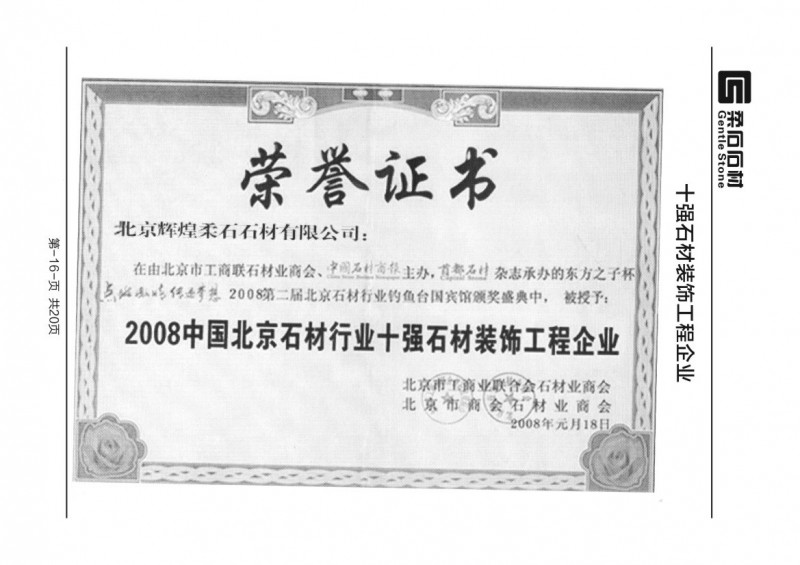 荣誉证书
北京辉煌柔石石材有限公司：
在由北京市工商联石材业商会、中国石材商报主办，首都石材 杂志承办的东方之子杯
2008第二届北京石材行业钓鱼台国宾馆颁奖盛典中，被授予：
2008中国北京石材行业十强石材装饰工程企业
北京市工商业联合会石材业商会
北京市商会石材业商会
2008年元月18日
柔石石材
Gentle Stone
十强石材装饰工程企业
第-16-页 共20页